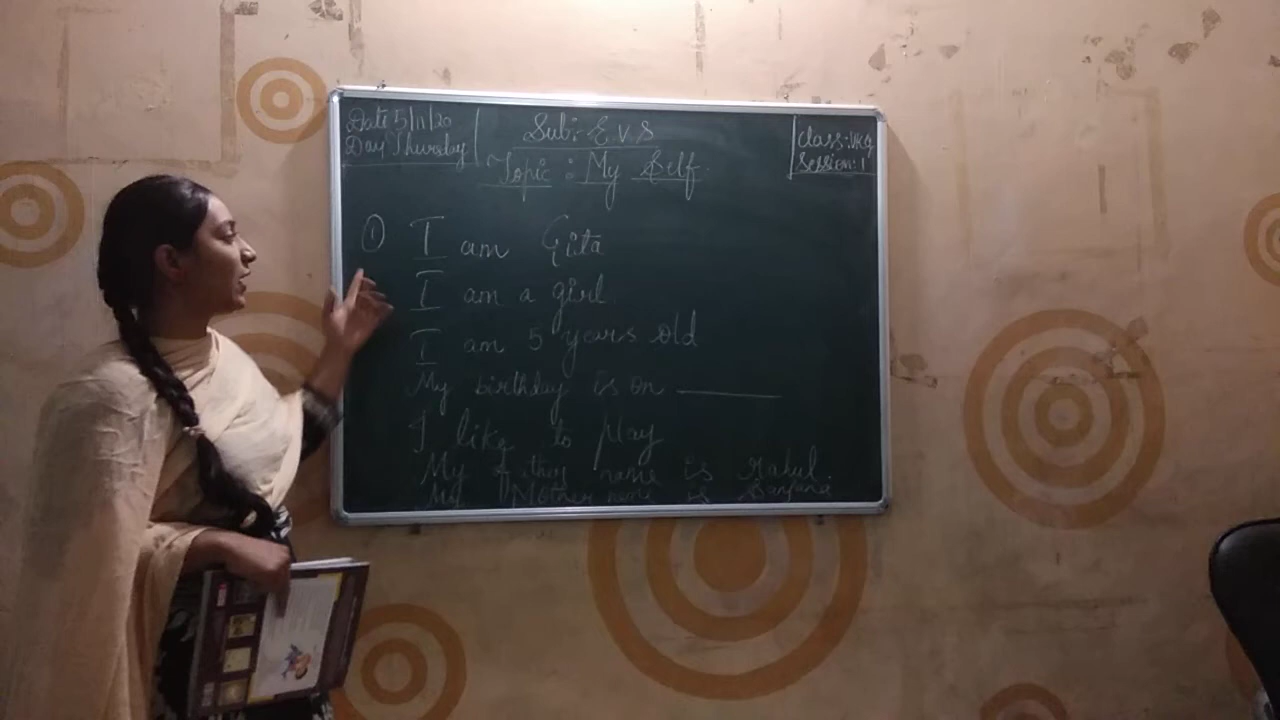 Date 5/11/20
Day Thursday
Sub:- E.V.S
Topic : My Self
Class:-UKG
Session: 1
① I am Gita
I am a girl
I am 5 years old
My birthday is on ______
I like to play
My Father name is Rahul.
My Mother name is Sanjana